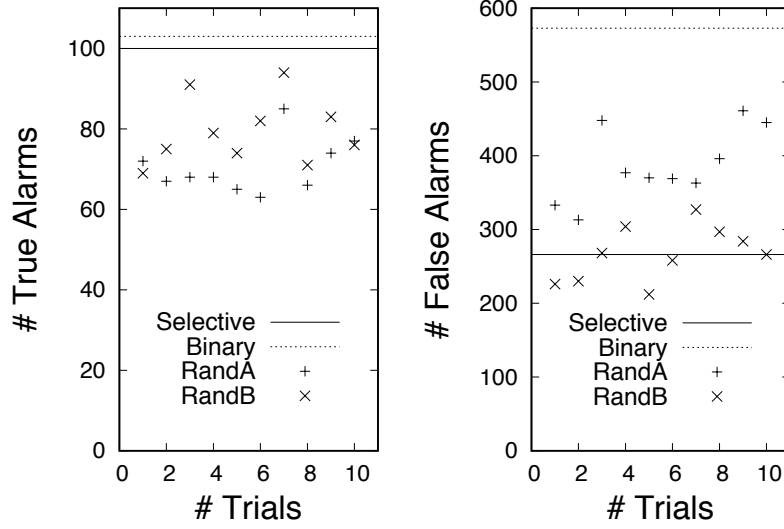 # True Alarms
100
80
60
40
20
0
Selective
Binary
RandA
RandB
0 2 4 6 8 10
# Trials
# False Alarms
600
500
400
300
200
100
0
Selective
Binary
RandA
RandB
0 2 4 6 8 10
# Trials